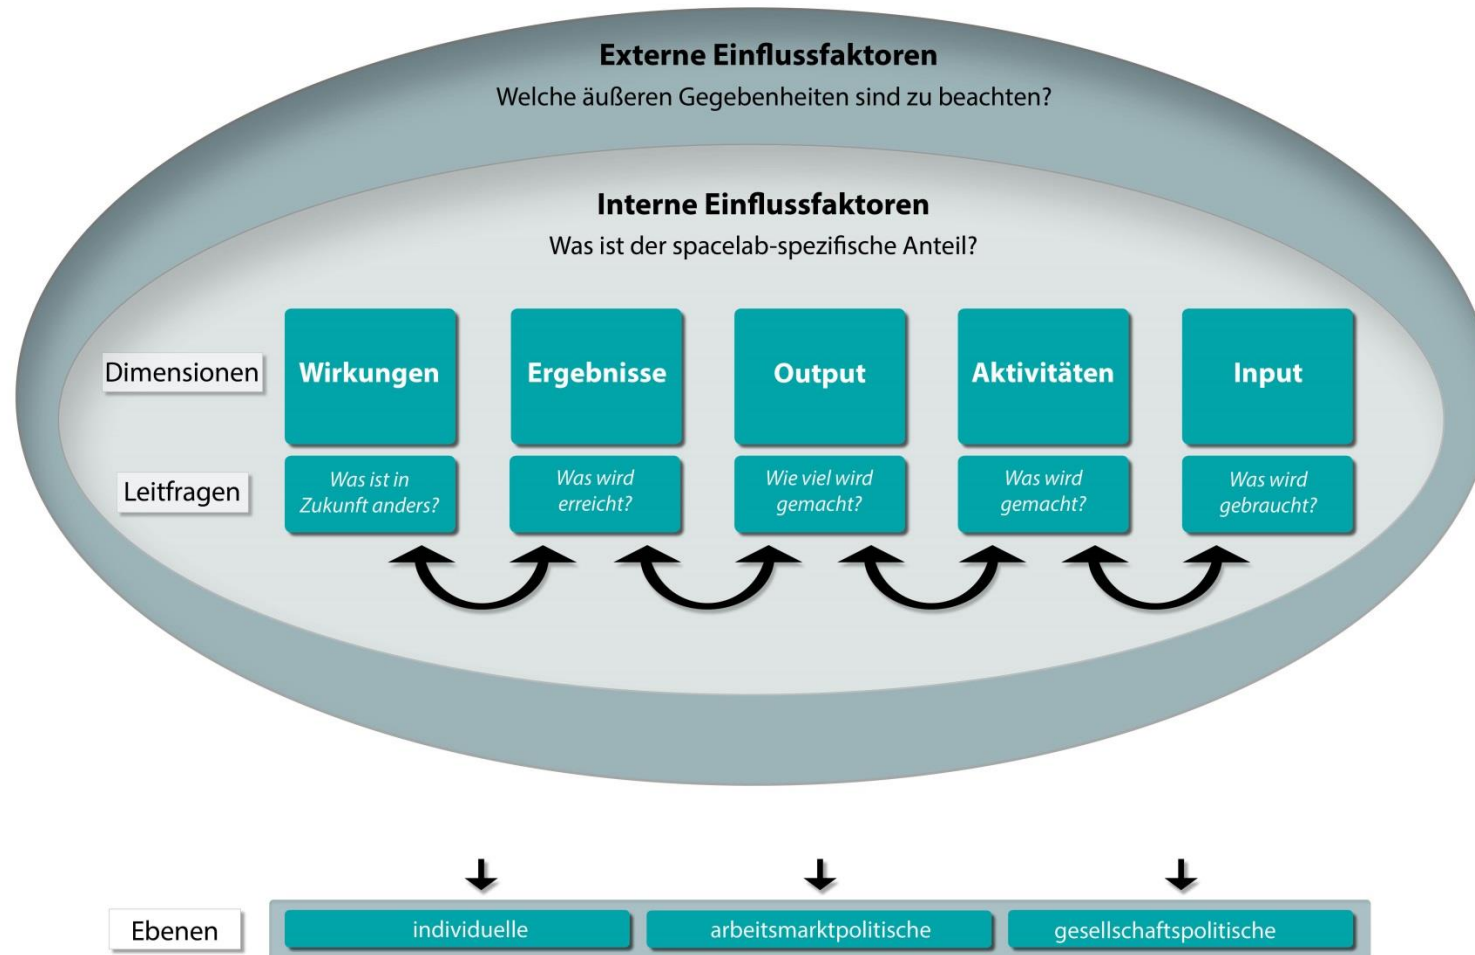 Externe Einflussfaktoren
Welche äußeren Gegebenheiten sind zu beachten?
Interne Einflussfaktoren
Was ist der spacelab-spezifische Anteil?
Dimensionen
Wirkungen
Ergebnisse
Output
Aktivitäten
Input
Leitfragen
Was ist in
Zukunft anders?
Was wird
erreicht?
Wie viel wird
gemacht?
Was wird
gemacht?
Was wird
gebraucht?
Ebenen
individuelle
arbeitsmarktpolitische
gesellschaftspolitische